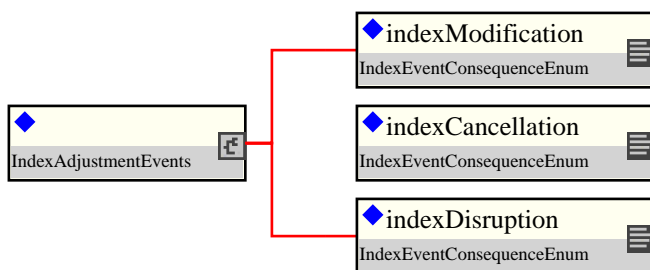 indexModification
IndexEventConsequenceEnum
IndexAdjustmentEvents
indexCancellation
IndexEventConsequenceEnum
indexDisruption
IndexEventConsequenceEnum